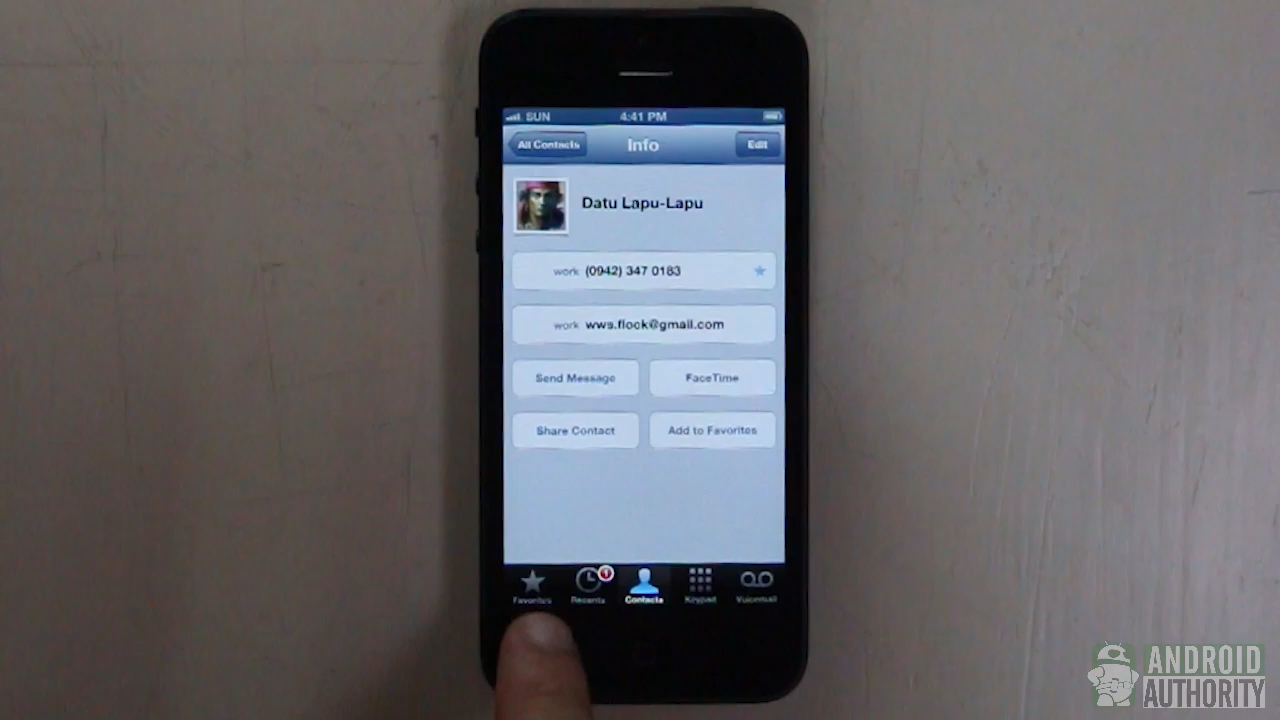 SUN 4:41 PM
All Contacts Info Edit
Datu Lapu-Lapu
work (0942) 347 0183
work wws.flock@gmail.com
Send Message FaceTime
Share Contact Add to Favorites
1
Favorites Recents Contacts Keypad Voicemail
ANDROID
AUTHORITY